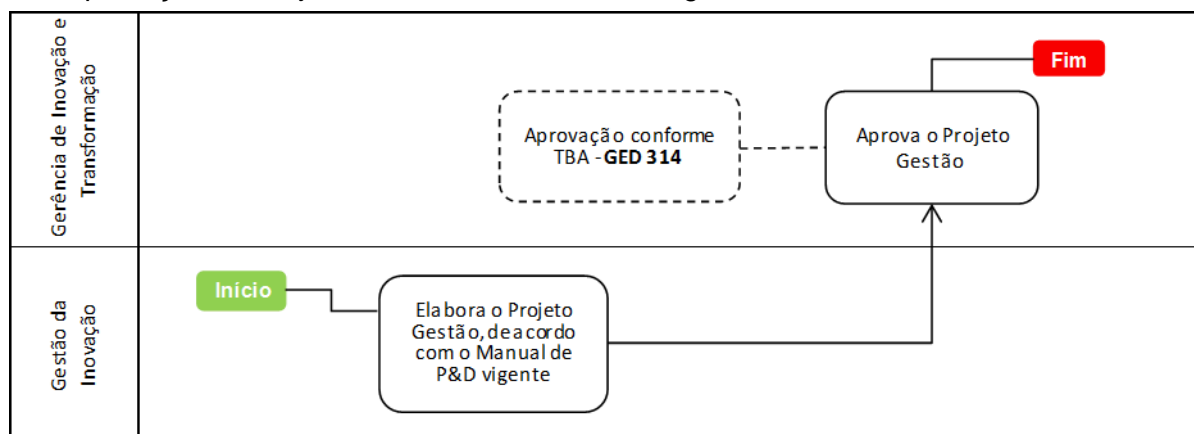 Gerência de Inovação e
Transformação
Fim
Aprovação conforme
TBA -GED 314
Aprova o Projeto
Gestão
Gestão da
Inovação
Início
Elabora o Projeto
Gestão, de acordo
com o Manual de
P&D vigente